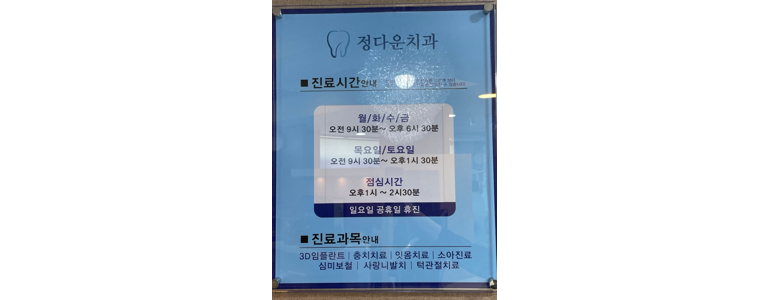 정다운치과
■ 진료시간안내
월/화/수/금
오전 9시 30분~ 오후 6시 30분
목요일/토요일
오전 9시 30분~ 오후1시 30분
점심시간
오후1시 ~ 2시30분
일요일 공휴일 휴진
■ 진료과목안내
3D임플란트 | 충치치료 | 잇몸치료 | 소아진료
심미보철 | 사랑니발치 | 턱관절치료